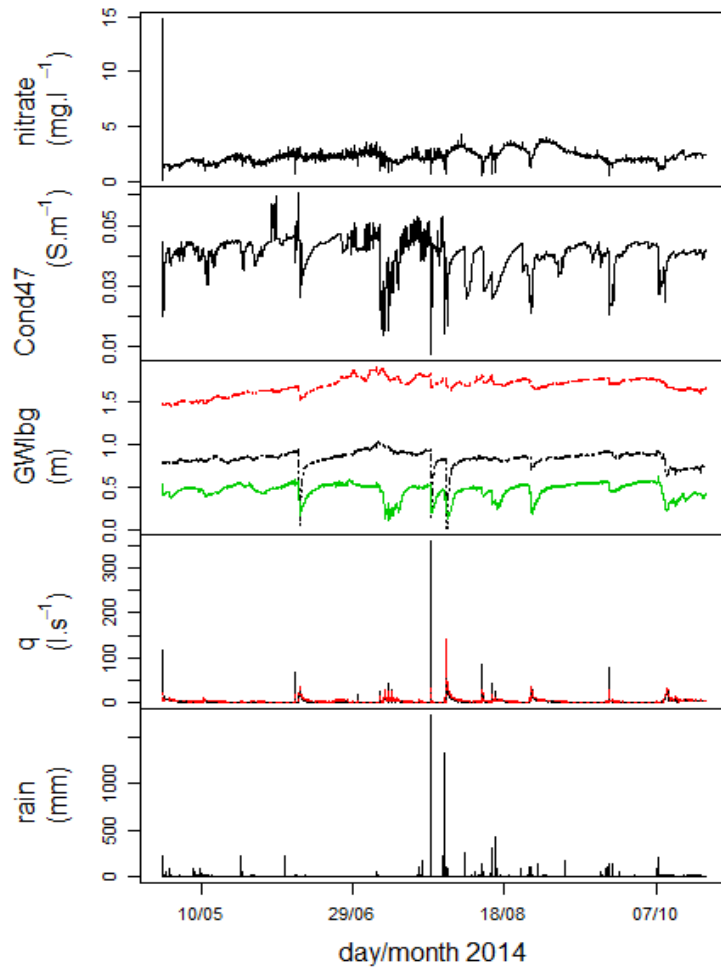 nitrate
(mg.l⁻¹)
0
5
10
15
Cond47
(S.m⁻¹)
0.01
0.03
0.05
GWlbg
(m)
0.0
0.5
1.0
1.5
q
(l.s⁻¹)
0
100
200
300
rain
(mm)
0
500
1000
10/05
29/06
18/08
07/10
day/month 2014